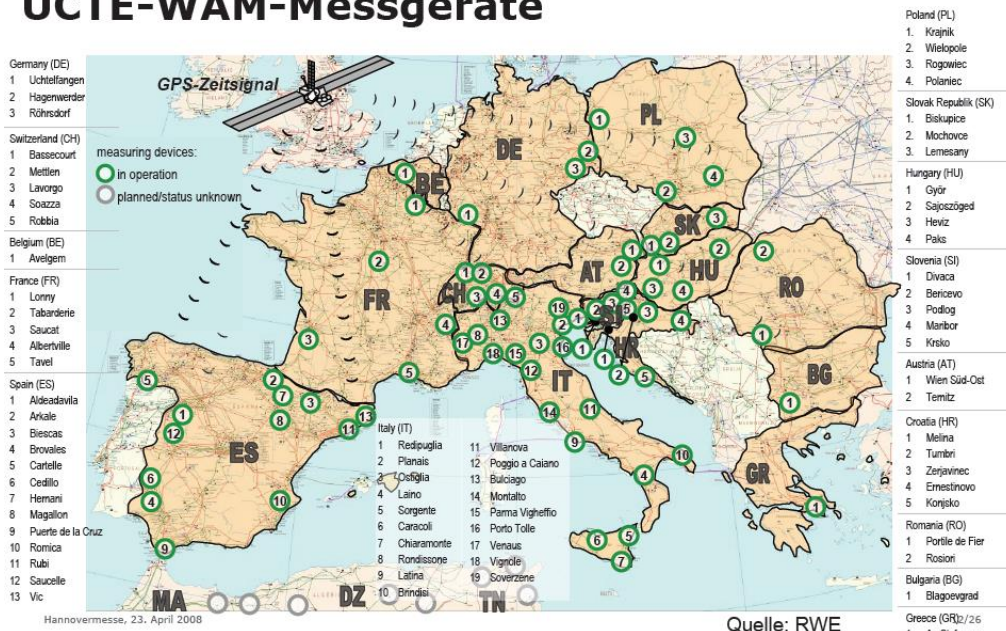 UCTE-WAM-Messgeräte
Germany (DE)
1 Uchtelfangen
2 Hagenwerder
3 Röhrsdorf
Switzerland (CH)
1 Bassecourt
2 Mettlen
3 Lavorgo
4 Soazza
5 Robbia
Belgium (BE)
1 Avelgem
France (FR)
1 Lonny
2 Tabarderie
3 Saucat
4 Albertville
5 Tavel
Spain (ES)
1 Aldeadavila
2 Arkale
3 Biescas
4 Brovales
5 Cartelle
6 Cedillo
7 Hernani
8 Magallon
9 Puerte de la Cruz
10 Romica
11 Rubi
12 Saucelle
13 Vic
GPS-Zeitsignal
measuring devices:
in operation
planned/status unknown
DE
PL
BE
SK
AT
HU
RO
FR
CH
SI
HR
BG
IT
ES
GR
MA
DZ
TN
Italy (IT)
1 Redipuglia
2 Planais
3 Ostiglia
4 Laino
5 Sorgente
6 Caracoli
7 Chiaramonte
8 Rondissone
9 Latina
10 Brindisi
11 Villanova
12 Poggio a Caiano
13 Bulciago
14 Montalto
15 Parma Vigheffio
16 Porto Tolle
17 Venaus
18 Vignole
19 Soverzene
Poland (PL)
1. Krajnik
2. Wielopole
3. Rogowiec
4. Polaniec
Slovak Republik (SK)
1. Biskupice
2. Mochovce
3. Lemesany
Hungary (HU)
1 Györ
2 Sajoszöged
3 Heviz
4 Paks
Slovenia (SI)
1 Divaca
2 Bericevo
3 Podlog
4 Maribor
5 Krsko
Austria (AT)
1 Wien Süd-Ost
2 Ternitz
Croatia (HR)
1 Melina
2 Tumbri
3 Zerjavinec
4 Ernestinovo
5 Konjsko
Romania (RO)
1 Portile de Fier
2 Rosiori
Bulgaria (BG)
1 Blagoevgrad
Greece (GR)
Hannovermesse, 23. April 2008
Quelle: RWE